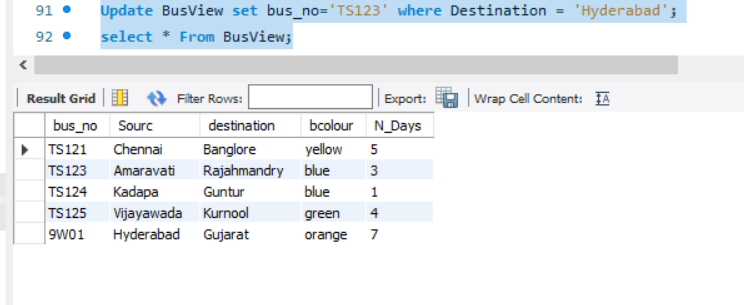 91 Update BusView set bus_no='TS123' where Destination = 'Hyderabad';
92 select * From BusView;
Result Grid Filter Rows: Export: Wrap Cell Content: IA
bus_no Sourc destination bcolour N_Days
TS121 Chennai Banglore yellow 5
TS123 Amaravati Rajahmandry blue 3
TS124 Kadapa Guntur blue 1
TS125 Vijayawada Kurnool green 4
9W01 Hyderabad Gujarat orange 7